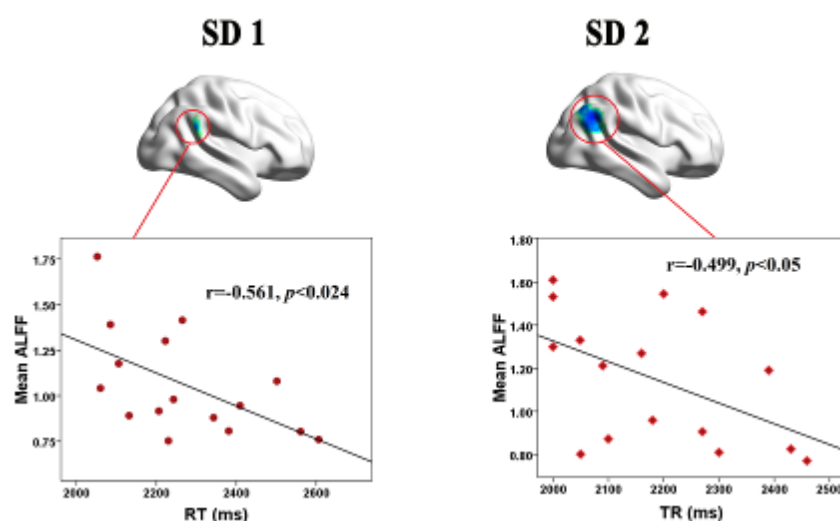 SD 1
SD 2
r=-0.561, p<0.024
Mean ALFF
1.75
1.50
1.25
1.00
0.75
2000
2200
2400
2600
RT (ms)
r=-0.499, p<0.05
Mean ALFF
1.80
1.60
1.40
1.20
1.00
0.80
2000
2100
2200
2300
2400
2500
TR (ms)